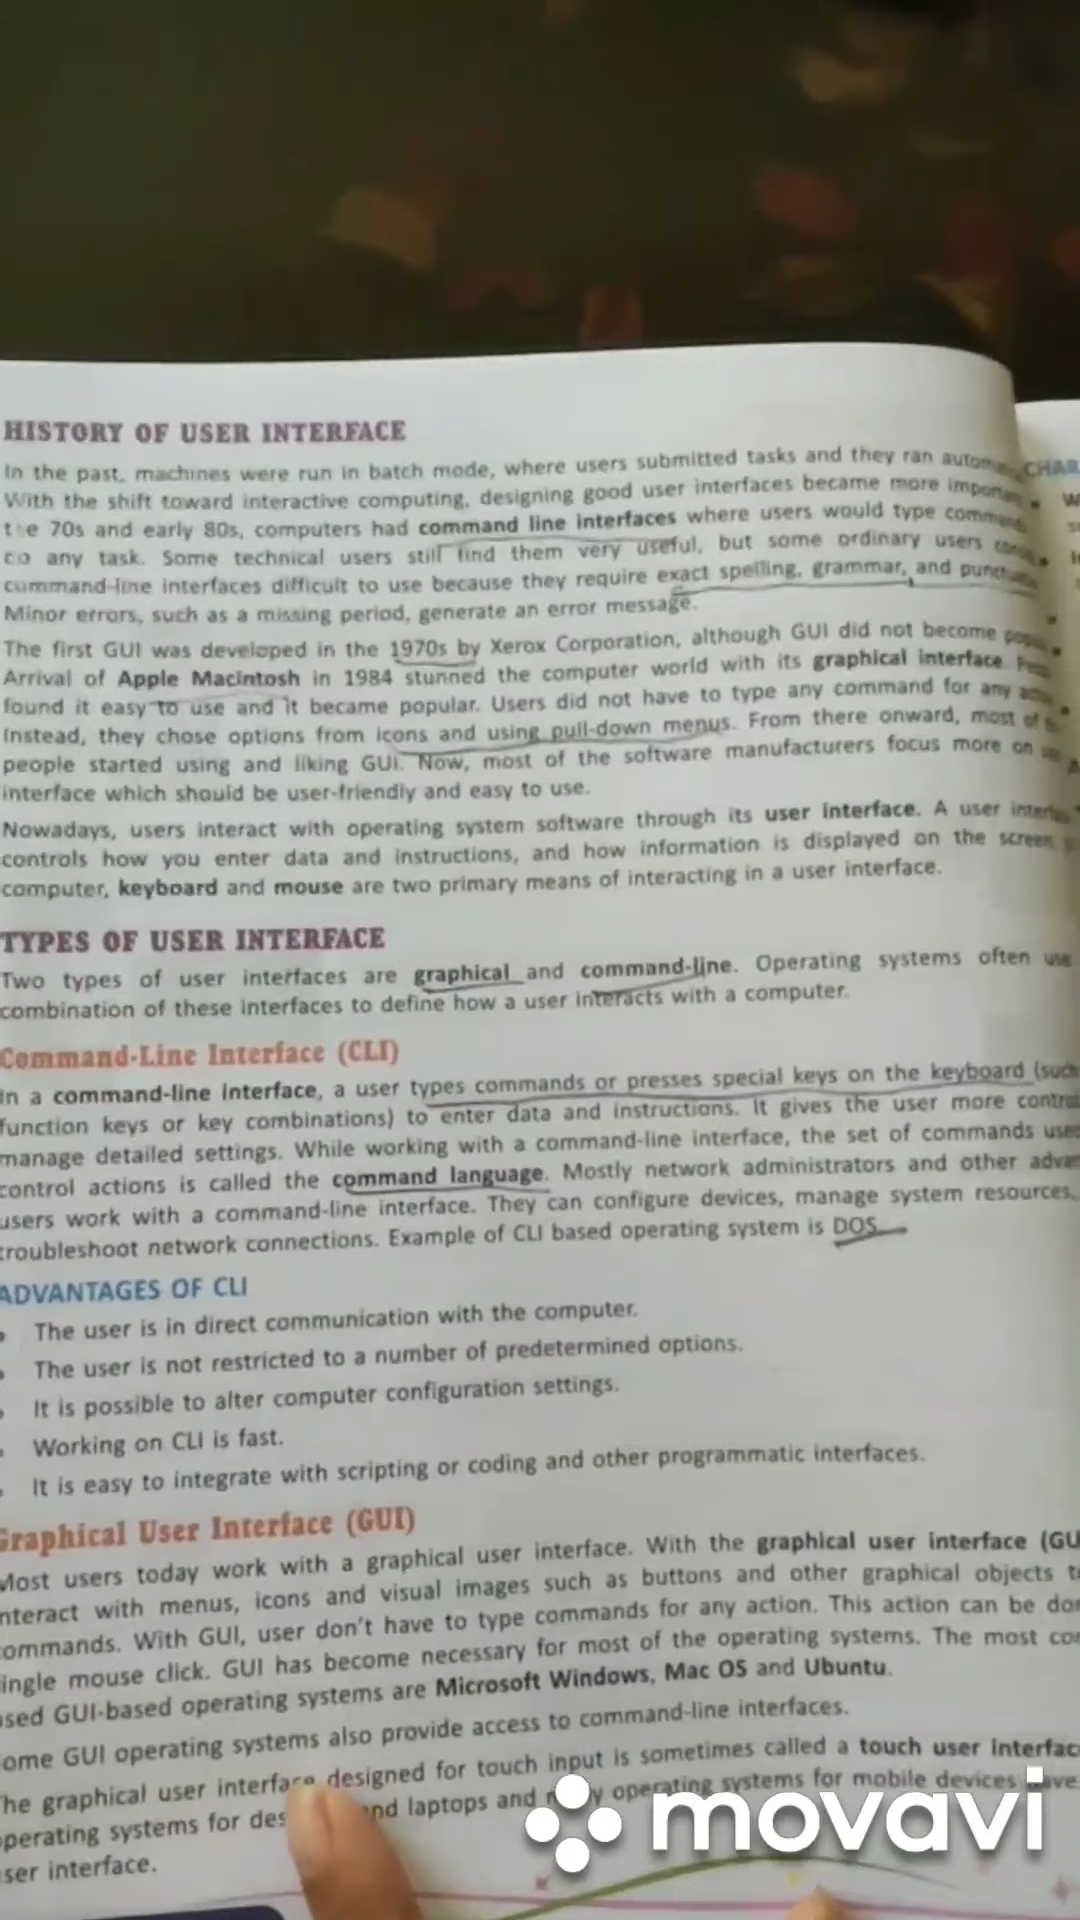 HISTORY OF USER INTERFACE
In the past, machines were run in batch mode, where users submitted tasks and they ran
With the shift toward interactive computing, designing good user interfaces became more
70s and early 80s, computers had command line interfaces where users would type
any task. Some technical users still find them very useful, but some ordinary users
command-line interfaces difficult to use because they require exact spelling, grammar, and
Minor errors, such as a missing period, generate an error message.
The first GUI was developed in the 1970s by Xerox Corporation, although GUI did not become
Arrival of Apple Macintosh in 1984 stunned the computer world with its graphical interface.
found it easy to use and it became popular. Users did not have to type any command for any
Instead, they chose options from icons and using pull-down menus. From there onward, most of
people started using and liking GUI. Now, most of the software manufacturers focus more on
interface which should be user-friendly and easy to use.
Nowadays, users interact with operating system software through its user interface. A user
controls how you enter data and instructions, and how information is displayed on the screen.
computer, keyboard and mouse are two primary means of interacting in a user interface.
TYPES OF USER INTERFACE
Two types of user interfaces are graphical and command-line. Operating systems often use
combination of these interfaces to define how a user interacts with a computer.
Command-Line Interface (CLI)
In a command-line interface, a user types commands or presses special keys on the keyboard (such
function keys or key combinations) to enter data and instructions. It gives the user more
manage detailed settings. While working with a command-line interface, the set of commands
control actions is called the command language. Mostly network administrators and other
users work with a command-line interface. They can configure devices, manage system resources,
troubleshoot network connections. Example of CLI based operating system is DOS.
ADVANTAGES OF CLI
The user is in direct communication with the computer.
The user is not restricted to a number of predetermined options.
It is possible to alter computer configuration settings.
Working on CLI is fast.
It is easy to integrate with scripting or coding and other programmatic interfaces.
Graphical User Interface (GUI)
Most users today work with a graphical user interface. With the graphical user interface (GU
nteract with menus, icons and visual images such as buttons and other graphical objects
ommands. With GUI, user don't have to type commands for any action. This action can be
ingle mouse click. GUI has become necessary for most of the operating systems. The most
used GUI-based operating systems are Microsoft Windows, Mac OS and Ubuntu.
ome GUI operating systems also provide access to command-line interfaces.
he graphical user interface designed for touch input is sometimes called a touch user interfac
perating systems for and laptops and operating systems for mobile devices
ser interface.
CHAR
movavi